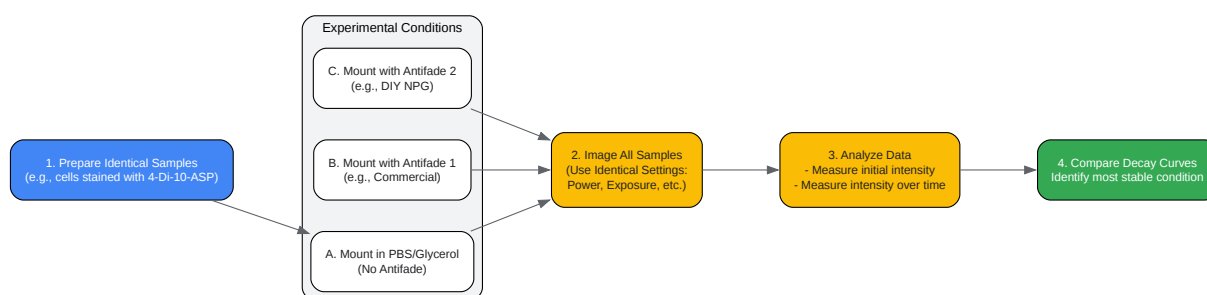 Experimental Conditions
C. Mount with Antifade 2
(e.g., DIY NPG)
1. Prepare Identical Samples
(e.g., cells stained with 4-Di-10-ASP)
B. Mount with Antifade 1
(e.g., Commercial)
A. Mount in PBS/Glycerol
(No Antifade)
2. Image All Samples
(Use Identical Settings:
Power, Exposure, etc.)
3. Analyze Data
- Measure initial intensity
- Measure intensity over time
4. Compare Decay Curves
Identify most stable condition